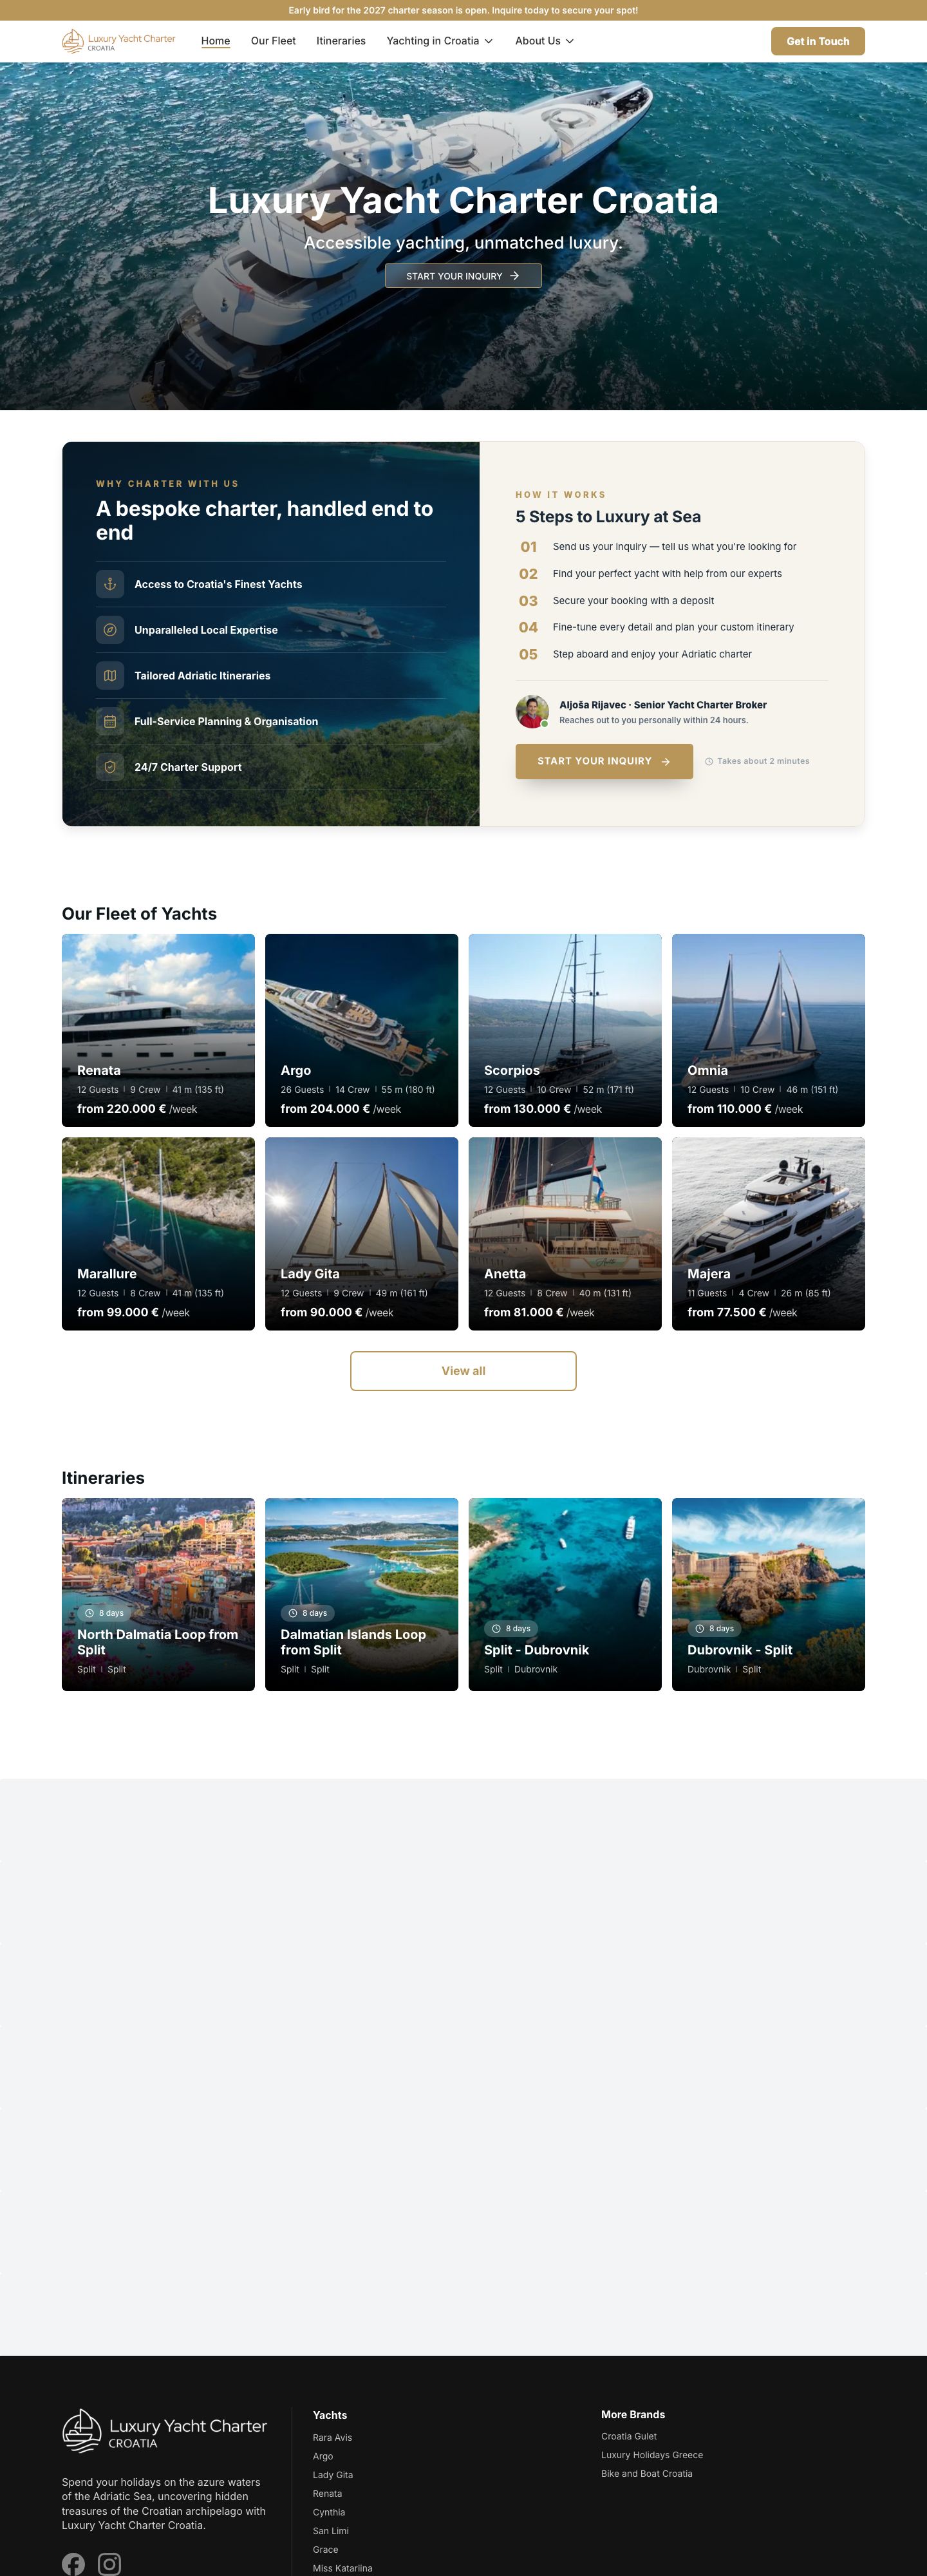 Early bird for the 2027 charter season is open. Inquire today to secure your spot!
Luxury Yacht Charter
CROATIA
Home
Our Fleet
Itineraries
Yachting in Croatia
About Us
Get in Touch
ZIA
Luxury Yacht Charter Croatia
Accessible yachting, unmatched luxury.
START YOUR INQUIRY
ZIA
WHY CHARTER WITH US
A bespoke charter, handled end to
end
Access to Croatia's Finest Yachts
Unparalleled Local Expertise
Tailored Adriatic Itineraries
Full-Service Planning & Organisation
24/7 Charter Support
HOW IT WORKS
5 Steps to Luxury at Sea
01 Send us your inquiry — tell us what you're looking for
02 Find your perfect yacht with help from our experts
03 Secure your booking with a deposit
04 Fine-tune every detail and plan your custom itinerary
05 Step aboard and enjoy your Adriatic charter
Aljoša Rijavec · Senior Yacht Charter Broker
Reaches out to you personally within 24 hours.
START YOUR INQUIRY
Takes about 2 minutes
Our Fleet of Yachts
Renata
12 Guests | 9 Crew | 41 m (135 ft)
from 220.000 € /week
Argo
26 Guests | 14 Crew | 55 m (180 ft)
from 204.000 € /week
Scorpios
12 Guests | 10 Crew | 52 m (171 ft)
from 130.000 € /week
Omnia
12 Guests | 10 Crew | 46 m (151 ft)
from 110.000 € /week
Marallure
12 Guests | 8 Crew | 41 m (135 ft)
from 99.000 € /week
Lady Gita
12 Guests | 9 Crew | 49 m (161 ft)
from 90.000 € /week
Anetta
12 Guests | 8 Crew | 40 m (131 ft)
from 81.000 € /week
Majera
11 Guests | 4 Crew | 26 m (85 ft)
from 77.500 € /week
View all
Itineraries
8 days
North Dalmatia Loop from
Split
Split | Split
8 days
Dalmatian Islands Loop
from Split
Split | Split
8 days
Split - Dubrovnik
Split | Dubrovnik
8 days
Dubrovnik - Split
Dubrovnik | Split
Luxury Yacht Charter
CROATIA
Spend your holidays on the azure waters
of the Adriatic Sea, uncovering hidden
treasures of the Croatian archipelago with
Luxury Yacht Charter Croatia.
Yachts
Rara Avis
Argo
Lady Gita
Renata
Cynthia
San Limi
Grace
Miss Katariina
More Brands
Croatia Gulet
Luxury Holidays Greece
Bike and Boat Croatia